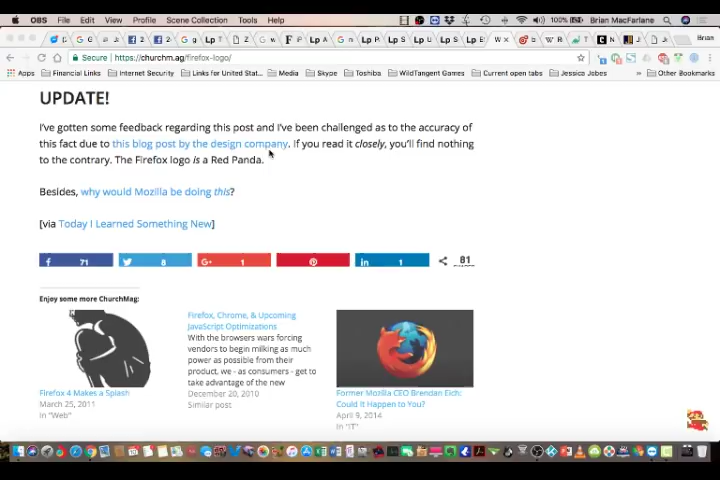 OBS File Edit View Profile Scene Collection Tools Help 100% Brian MacFarlane
Brian
Secure | https://churchm.ag/firefox-logo/
Apps Financial Links Internet Security Links for United Stat... Media Skype Toshiba WildTangent Games Current open tabs Jessica Jobes » Other Bookmarks
UPDATE!
I've gotten some feedback regarding this post and I've been challenged as to the accuracy of
this fact due to this blog post by the design company. If you read it closely, you'll find nothing
to the contrary. The Firefox logo is a Red Panda.
Besides, why would Mozilla be doing this?
[via Today I Learned Something New]
71 8 1 1 81
Enjoy some more ChurchMag:
Firefox 4 Makes a Splash
March 25, 2011
In "Web"
Firefox, Chrome, & Upcoming
JavaScript Optimizations
With the browsers wars forcing
vendors to begin milking as much
power as possible from their
product, we - as consumers - get to
take advantage of the new
December 20, 2010
Similar post
Former Mozilla CEO Brendan Eich:
Could It Happen to You?
April 9, 2014
In "IT"